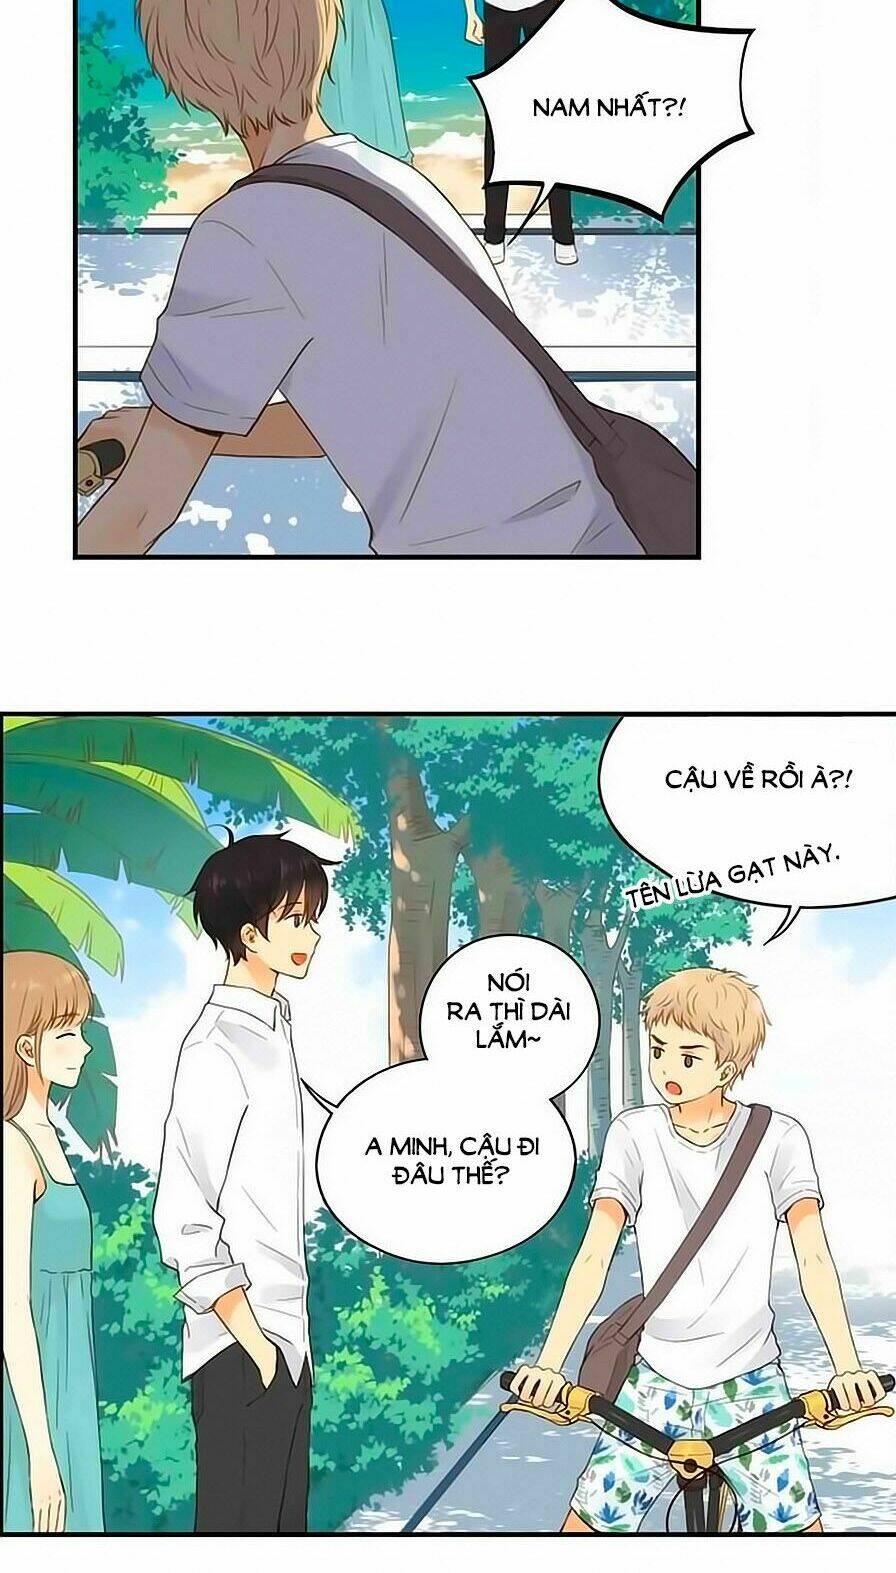 NAM NHẤT?!
CẬU VỀ RỒI À?!
TÊN LỪA GẠT NÀY.
NÓI
RA THÌ DÀI
LẮM~
A MINH, CẬU ĐI
ĐÂU THẾ?